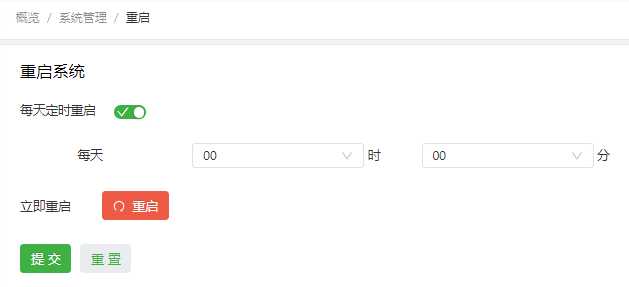 概览 / 系统管理 / 重启
重启系统
每天定时重启
每天 00 时 00 分
立即重启 重启
提 交 重 置